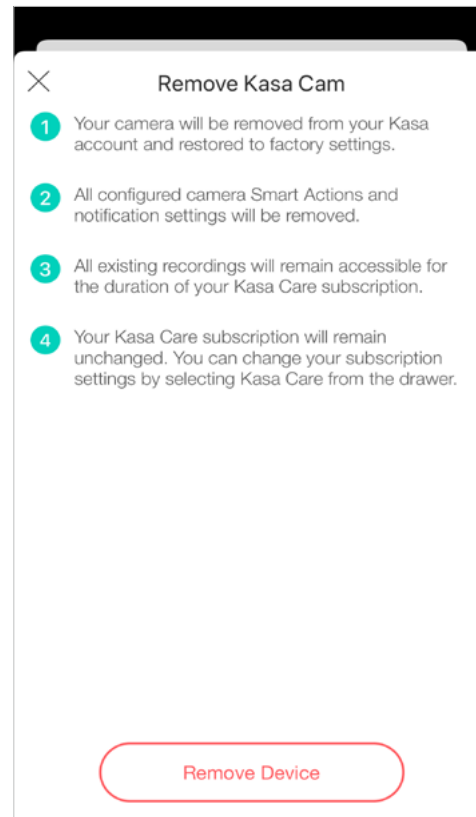 Remove Kasa Cam
1 Your camera will be removed from your Kasa
account and restored to factory settings.
2 All configured camera Smart Actions and
notification settings will be removed.
3 All existing recordings will remain accessible for
the duration of your Kasa Care subscription.
4 Your Kasa Care subscription will remain
unchanged. You can change your subscription
settings by selecting Kasa Care from the drawer.
Remove Device